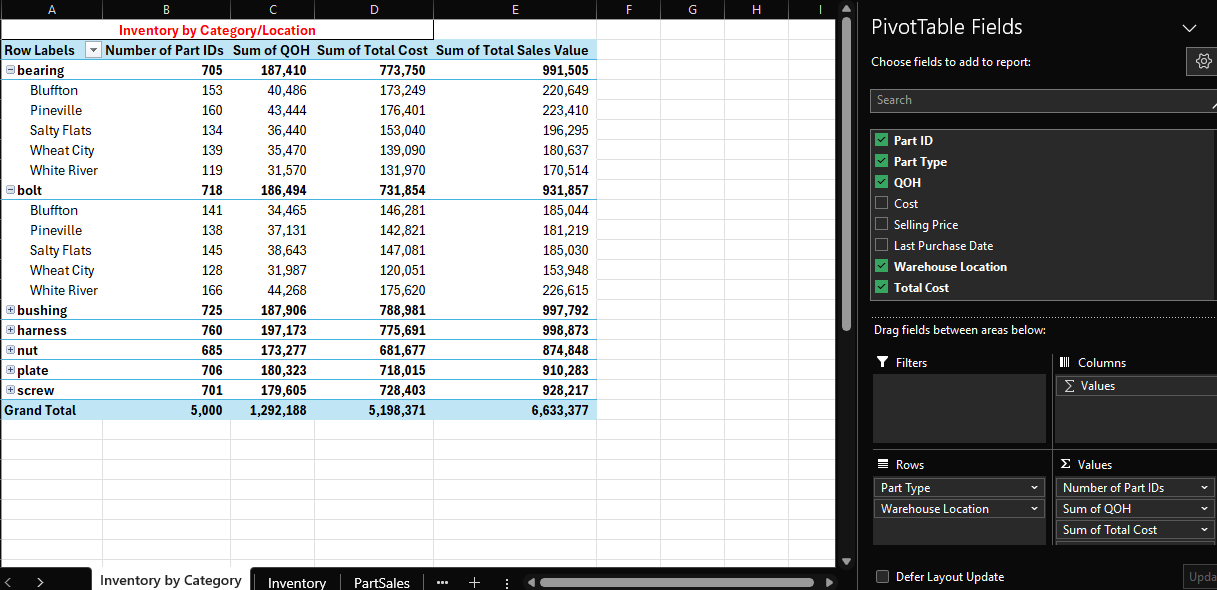 A B C D E F G H I
Inventory by Category/Location
Row Labels Number of Part IDs Sum of QOH Sum of Total Cost Sum of Total Sales Value
bearing 705 187,410 773,750 991,505
Bluffton 153 40,486 173,249 220,649
Pineville 160 43,444 176,401 223,410
Salty Flats 134 36,440 153,040 196,295
Wheat City 139 35,470 139,090 180,637
White River 119 31,570 131,970 170,514
bolt 718 186,494 731,854 931,857
Bluffton 141 34,465 146,281 185,044
Pineville 138 37,131 142,821 181,219
Salty Flats 145 38,643 147,081 185,030
Wheat City 128 31,987 120,051 153,948
White River 166 44,268 175,620 226,615
bushing 725 187,906 788,981 997,792
harness 760 197,173 775,691 998,873
nut 685 173,277 681,677 874,848
plate 706 180,323 718,015 910,283
screw 701 179,605 728,403 928,217
Grand Total 5,000 1,292,188 5,198,371 6,633,377
Inventory by Category Inventory PartSales
PivotTable Fields
Choose fields to add to report:
Search
Part ID
Part Type
QOH
Cost
Selling Price
Last Purchase Date
Warehouse Location
Total Cost
Drag fields between areas below:
Filters
Columns
Σ Values
Rows
Part Type
Warehouse Location
Σ Values
Number of Part IDs
Sum of QOH
Sum of Total Cost
Defer Layout Update
Upda